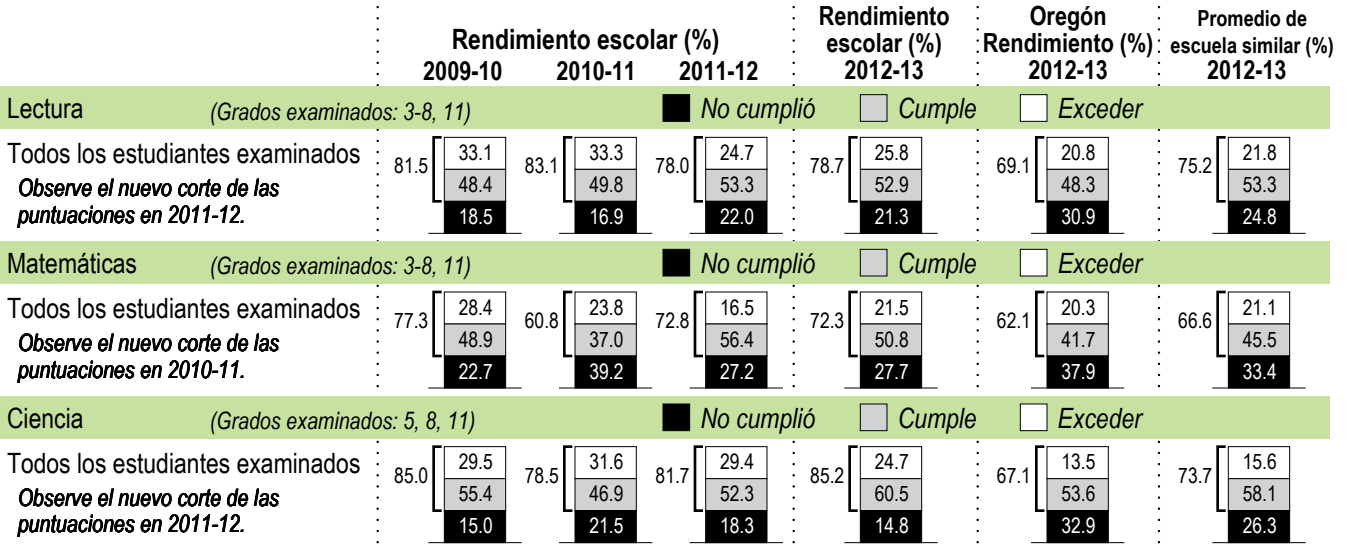 Rendimiento escolar (%)
2009-10 2010-11 2011-12
Rendimiento
escolar (%)
2012-13
Oregón
Rendimiento (%)
2012-13
Promedio de
escuela similar (%)
2012-13
Lectura (Grados examinados: 3-8, 11) No cumplió Cumple Exceder
Todos los estudiantes examinados
Observe el nuevo corte de las
puntuaciones en 2011-12.
81.5 33.1 48.4 18.5
83.1 33.3 49.8 16.9
78.0 24.7 53.3 22.0
78.7 25.8 52.9 21.3
69.1 20.8 48.3 30.9
75.2 21.8 53.3 24.8
Matemáticas (Grados examinados: 3-8, 11) No cumplió Cumple Exceder
Todos los estudiantes examinados
Observe el nuevo corte de las
puntuaciones en 2010-11.
77.3 28.4 48.9 22.7
60.8 23.8 37.0 39.2
72.8 16.5 56.4 27.2
72.3 21.5 50.8 27.7
62.1 20.3 41.7 37.9
66.6 21.1 45.5 33.4
Ciencia (Grados examinados: 5, 8, 11) No cumplió Cumple Exceder
Todos los estudiantes examinados
Observe el nuevo corte de las
puntuaciones en 2011-12.
85.0 29.5 55.4 15.0
78.5 31.6 46.9 21.5
81.7 29.4 52.3 18.3
85.2 24.7 60.5 14.8
67.1 13.5 53.6 32.9
73.7 15.6 58.1 26.3